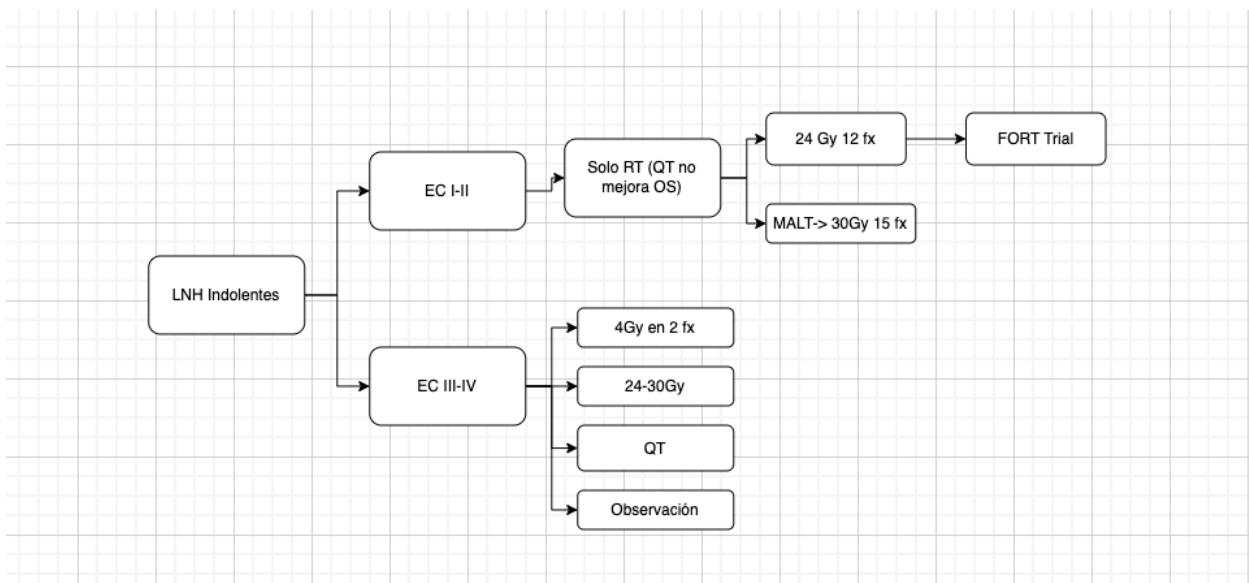 LNH Indolentes
EC I-II
Solo RT (QT no
mejora OS)
24 Gy 12 fx
FORT Trial
MALT-> 30Gy 15 fx
EC III-IV
4Gy en 2 fx
24-30Gy
QT
Observación